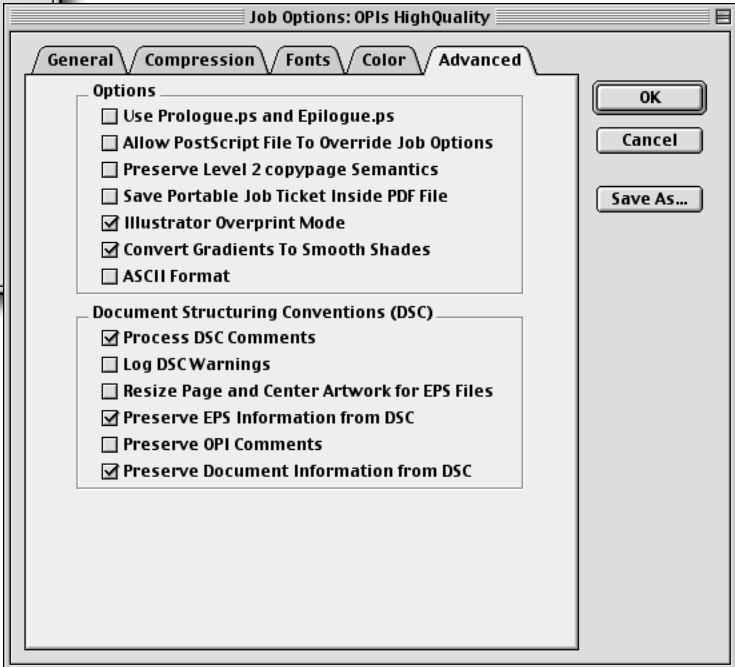 Job Options: OPIs HighQuality
General Compression Fonts Color Advanced
Options
Use Prologue.ps and Epilogue.ps
Allow PostScript File To Override Job Options
Preserve Level 2 copypage Semantics
Save Portable Job Ticket Inside PDF File
Illustrator Overprint Mode
Convert Gradients To Smooth Shades
ASCII Format
Document Structuring Conventions (DSC)
Process DSC Comments
Log DSC Warnings
Resize Page and Center Artwork for EPS Files
Preserve EPS Information from DSC
Preserve OPI Comments
Preserve Document Information from DSC
OK
Cancel
Save As...